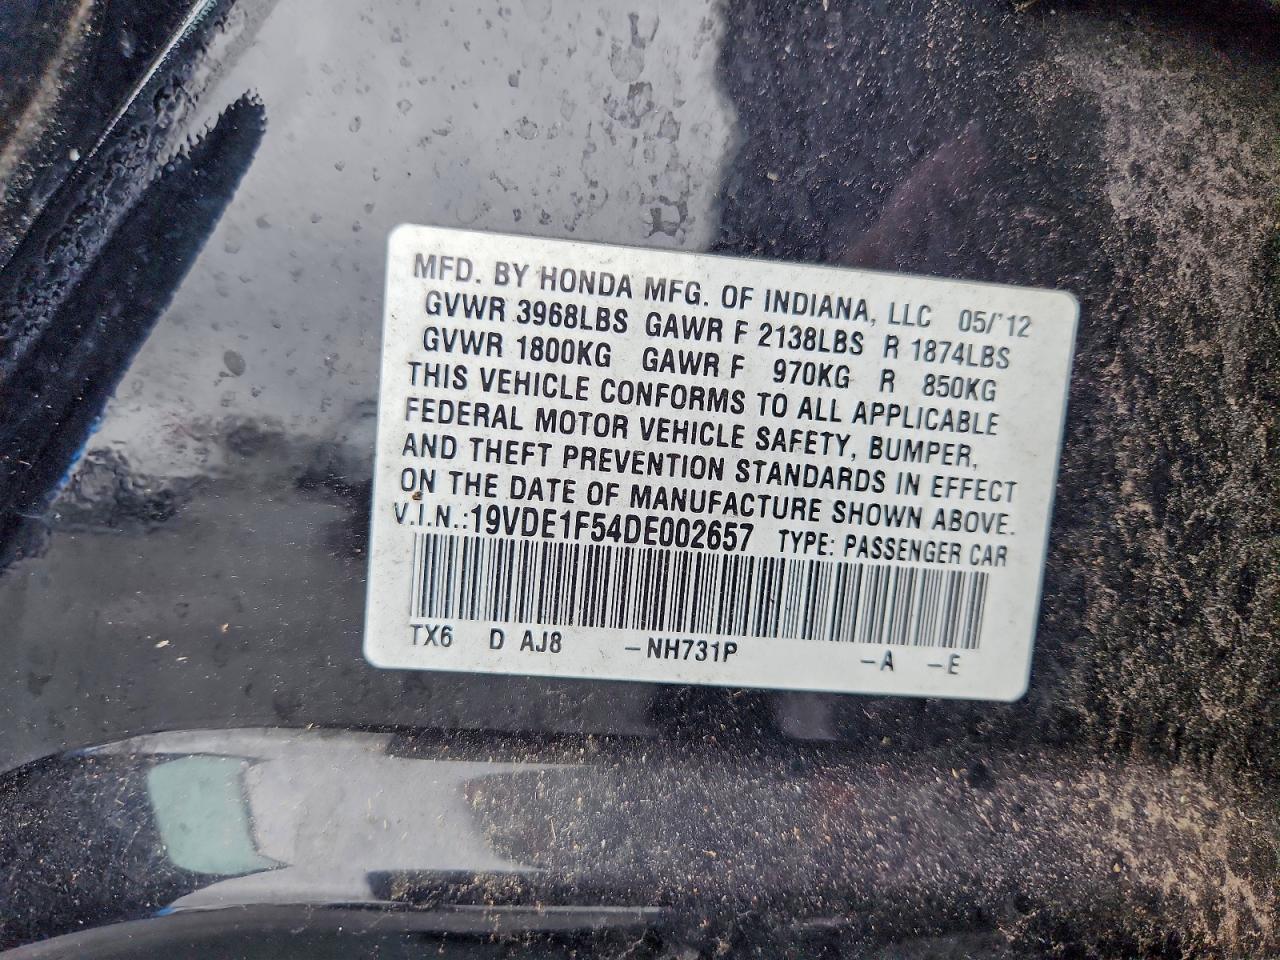 MFD. BY HONDA MFG. OF INDIANA, LLC 05/'12
GVWR 3968LBS GAWR F 2138LBS R 1874LBS
GVWR 1800KG GAWR F 970KG R 850KG
THIS VEHICLE CONFORMS TO ALL APPLICABLE
FEDERAL MOTOR VEHICLE SAFETY, BUMPER,
AND THEFT PREVENTION STANDARDS IN EFFECT
ON THE DATE OF MANUFACTURE SHOWN ABOVE.
V.I.N.:19VDE1F54DE002657 TYPE: PASSENGER CAR
TX6 D AJ8 -NH731P -A -E